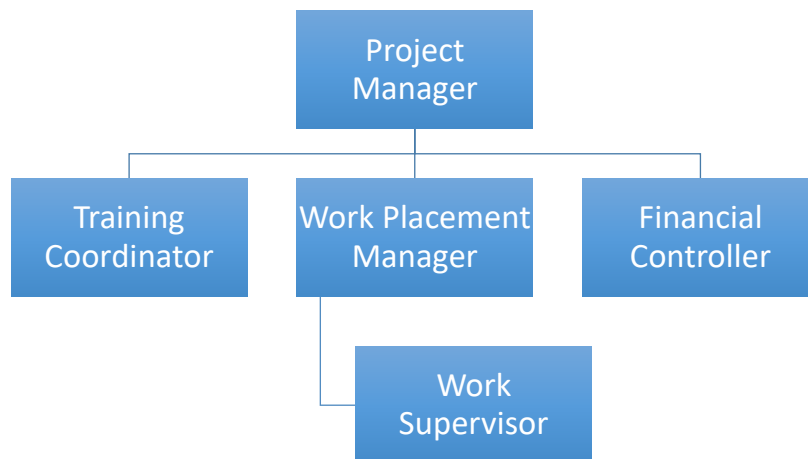 Project
Manager
Training
Coordinator
Work Placement
Manager
Financial
Controller
Work
Supervisor